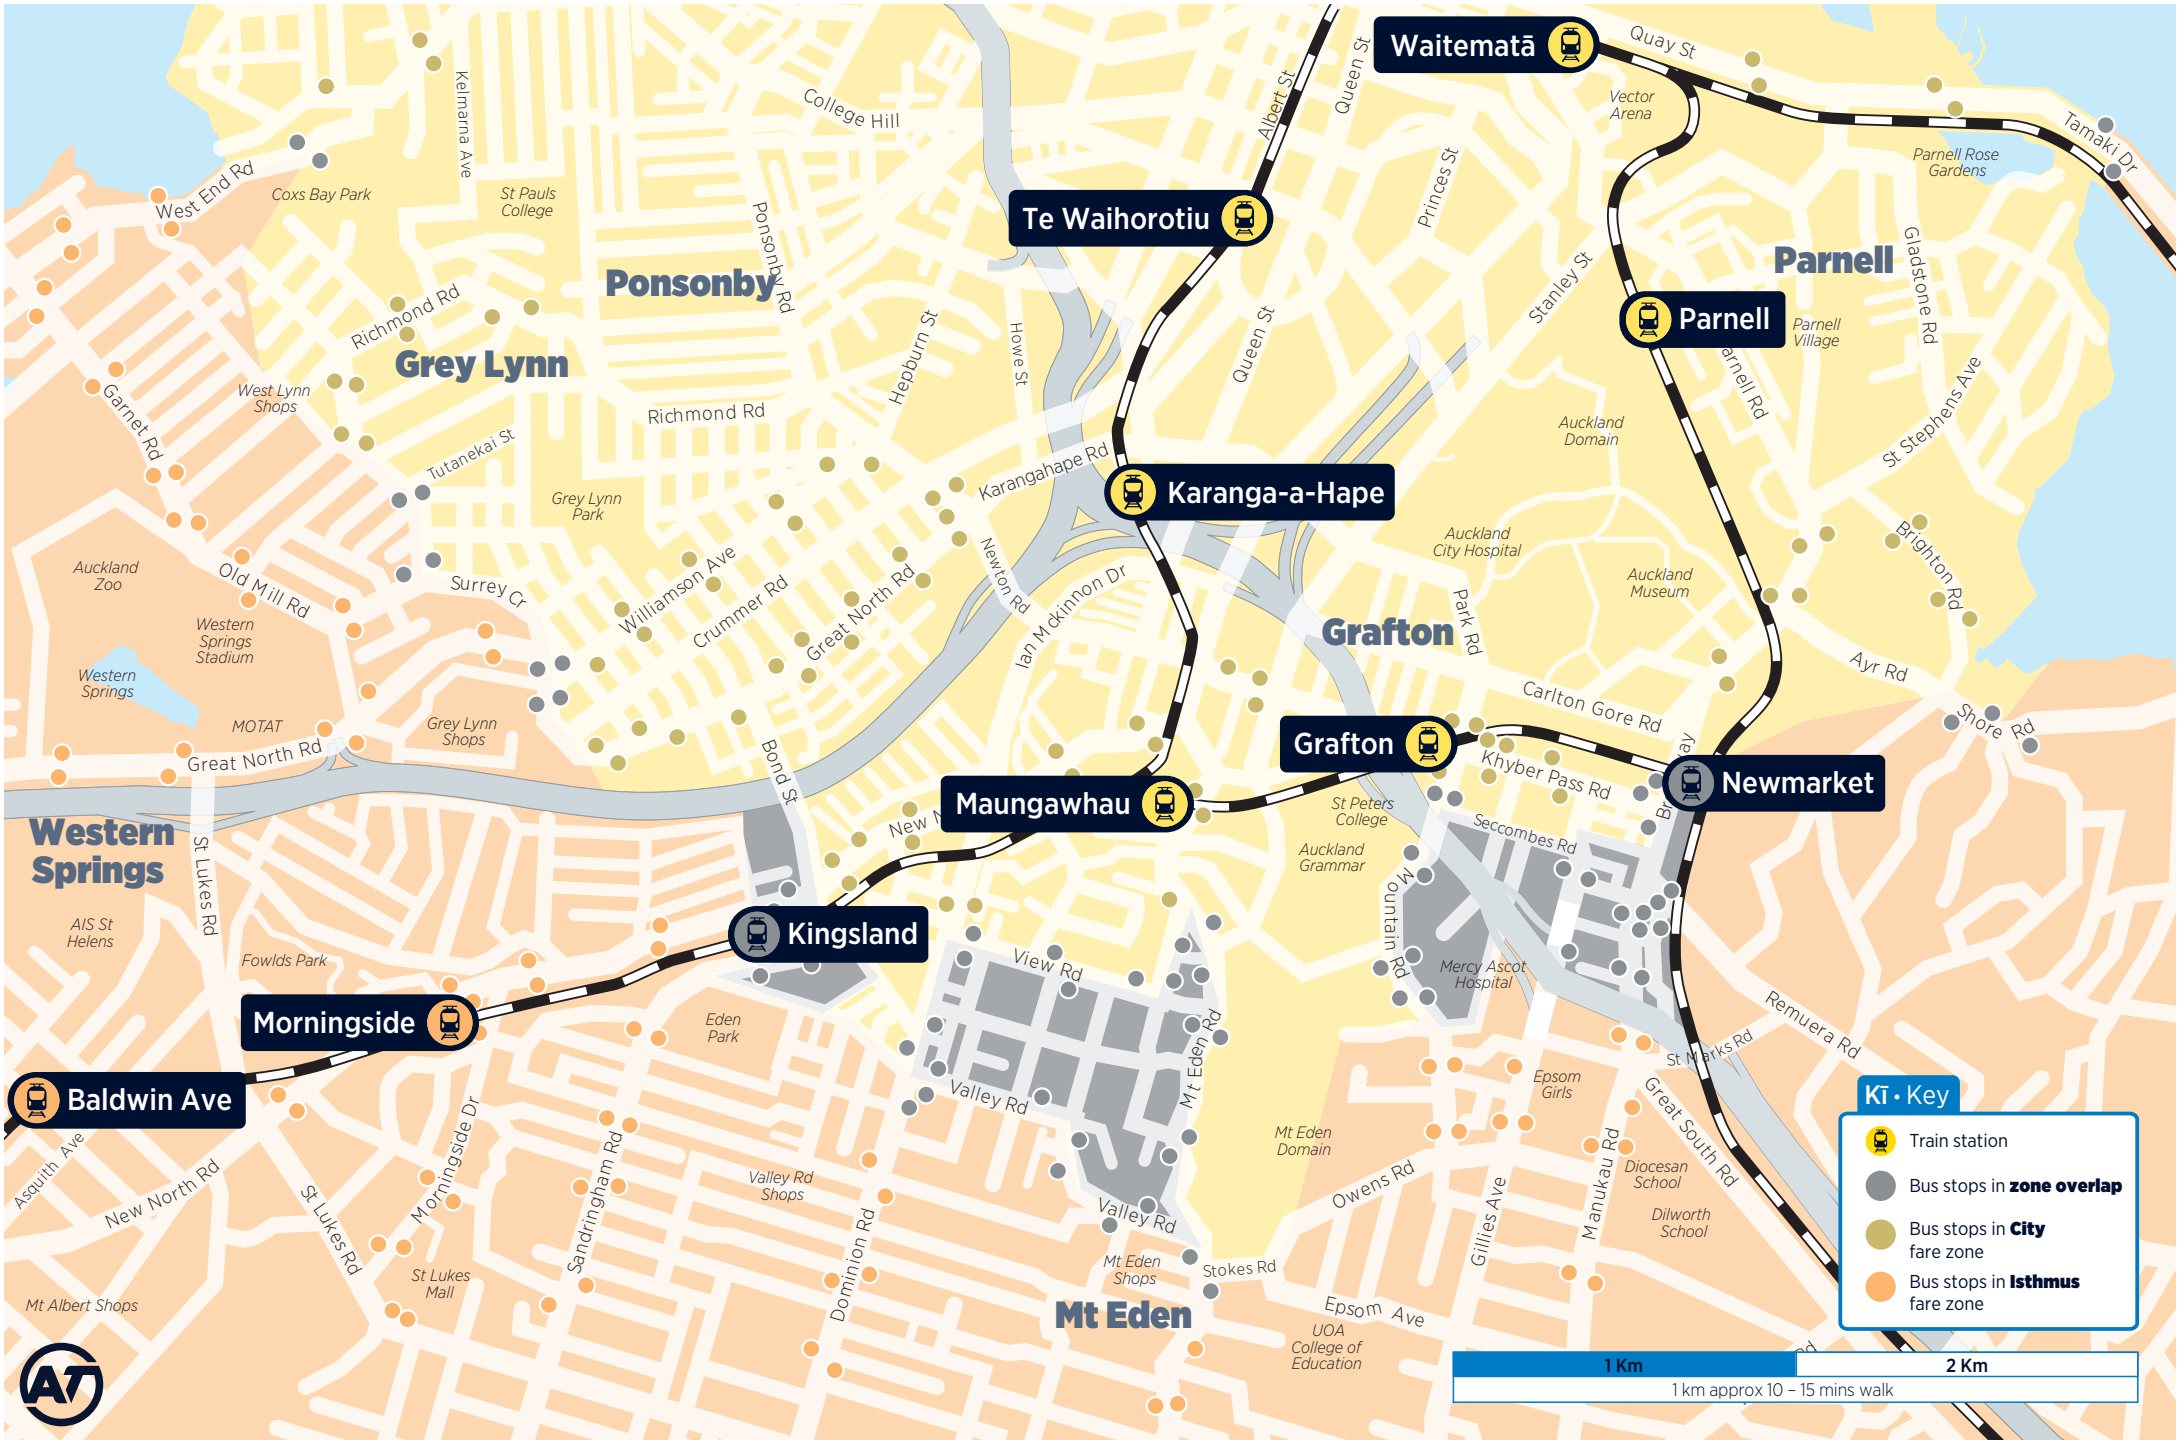 Waitematā
Quay St
Vector
Arena
Tamaki Dr
Parnell Rose
Gardens
Kelmarna Ave
College Hill
Albert St
Queen St
West End Rd
Coxs Bay Park
St Pauls
College
Ponsonby Rd
Te Waihorotiu
Princes St
Stanley St
Parnell
Gladstone Rd
Ponsonby
Richmond Rd
Grey Lynn
Hepburn St
Howe St
Queen St
Parnell
Parnell
Village
arnell Rd
St Stephens Ave
West Lynn
Shops
Garnet Rd
Richmond Rd
Auckland
Domain
Tutanekai St
Karangahape Rd
Karanga-a-Hape
Grey Lynn
Park
Auckland
City Hospital
Brighton Rd
Auckland
Zoo
Old Mill Rd
Surrey Cr
Williamson Ave
Crummer Rd
Great North Rd
Newton Rd
Ian Mckinnon Dr
Auckland
Museum
Park Rd
Grafton
Western
Springs
Stadium
Western
Springs
MOTAT
Grey Lynn
Shops
Great North Rd
Ayr Rd
Carlton Gore Rd
Shore Rd
Grafton
Khyber Pass Rd
Newmarket
Bond St
Maungawhau
St Peters
College
Seccombes Rd
Auckland
Grammar
Mountain Rd
Western
Springs
St Lukes Rd
AIS St
Helens
Fowlds Park
Kingsland
View Rd
Mercy Ascot
Hospital
Morningside
Eden
Park
Mt Eden Rd
Remuera Rd
St Marks Rd
Baldwin Ave
Valley Rd
Epsom
Girls
Great South Rd
Asquith Ave
New North Rd
St Lukes Rd
Morningside Dr
Sandringham Rd
Valley Rd
Shops
Dominion Rd
Valley Rd
Mt Eden
Domain
Owens Rd
Gillies Ave
Manukau Rd
Diocesan
School
Dilworth
School
St Lukes
Mall
Mt Albert Shops
Mt Eden
Shops
Stokes Rd
Mt Eden
Epsom Ave
UOA
College of
Education
Kī • Key
Train station
Bus stops in zone overlap
Bus stops in City
fare zone
Bus stops in Isthmus
fare zone
1 Km
2 Km
1 km approx 10 – 15 mins walk
AT